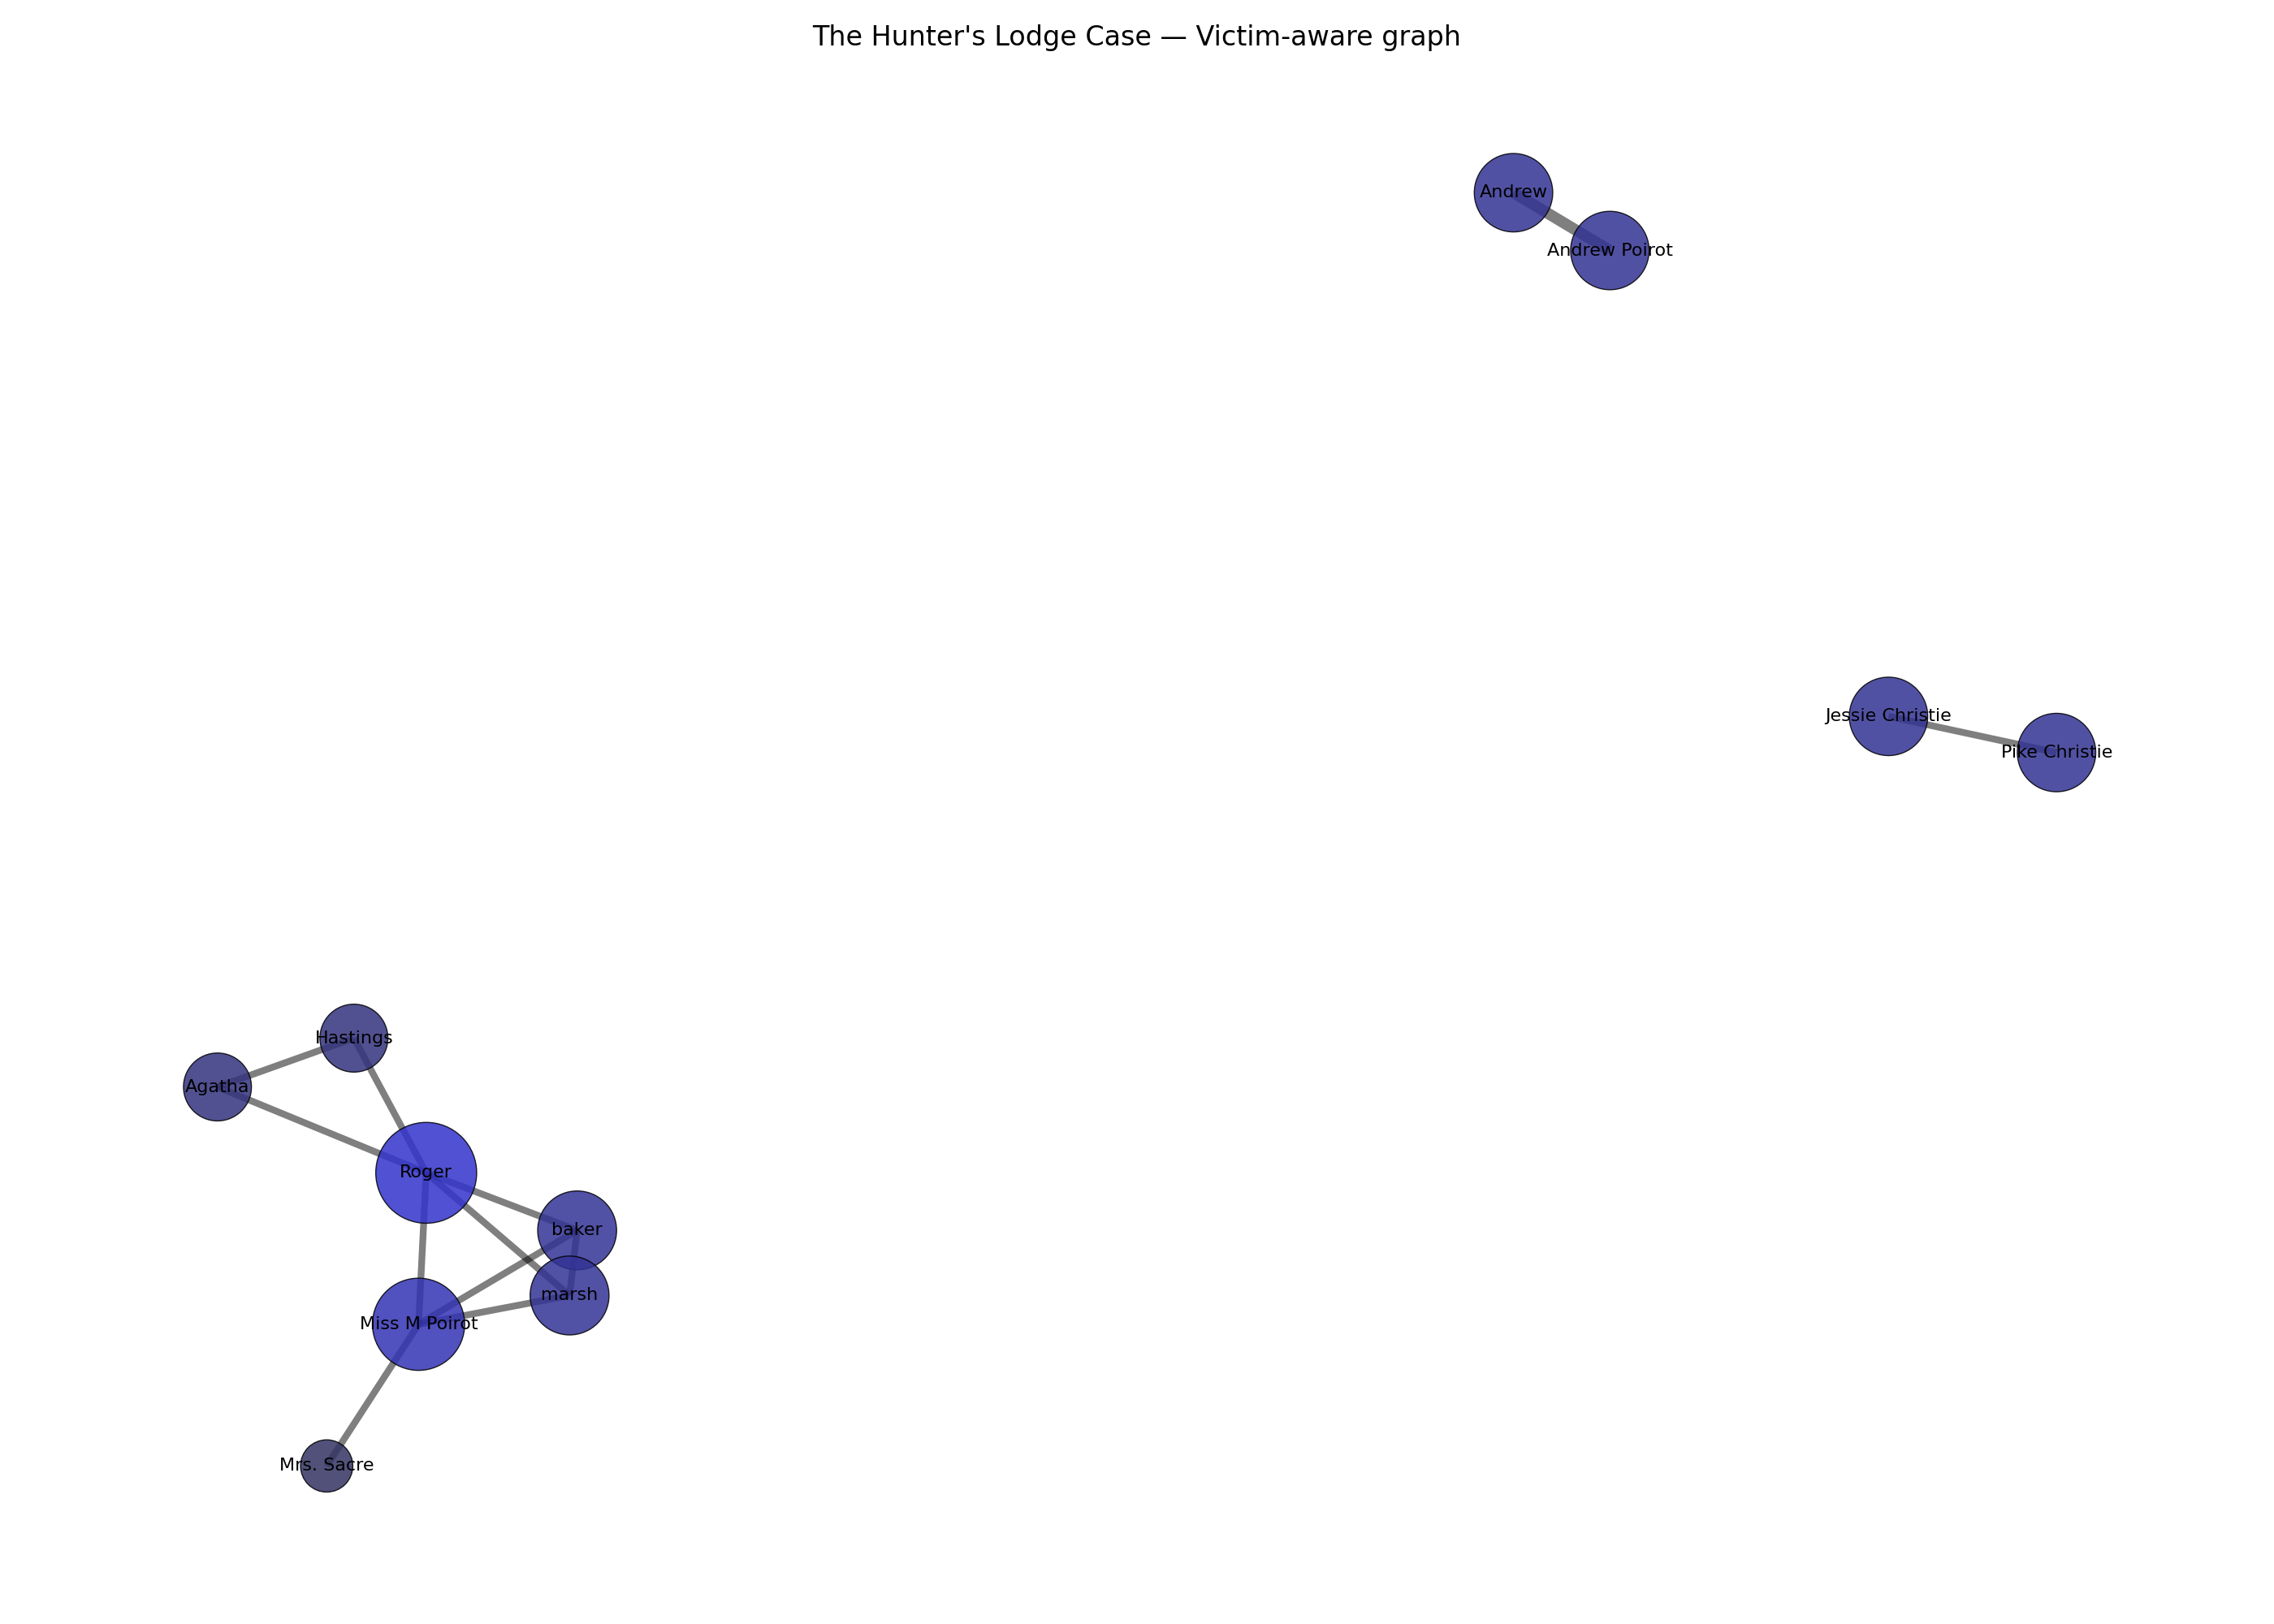 The Hunter's Lodge Case — Victim-aware graph
Andrew
Andrew Poirot
Jessie Christie
Pike Christie
Hastings
Agatha
Roger
baker
marsh
Miss M Poirot
Mrs. Sacre